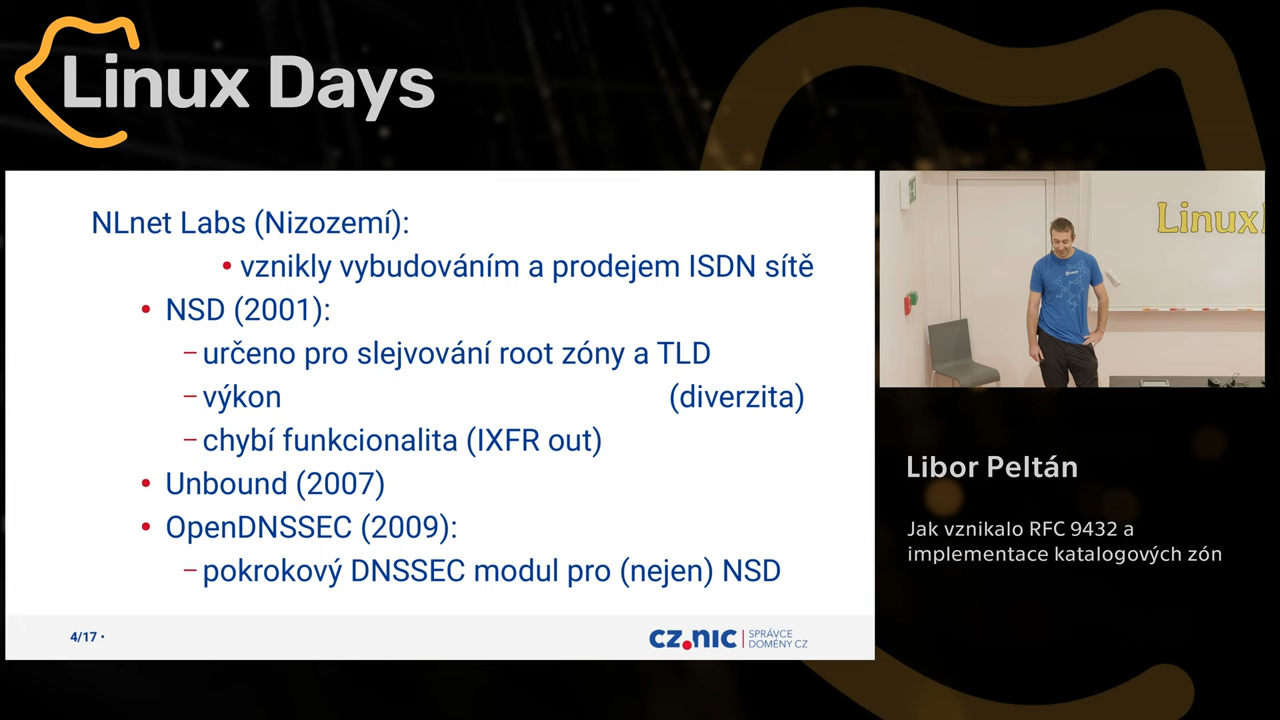 Linux Days
NLnet Labs (Nizozemí):
• vznikly vybudováním a prodejem ISDN sítě
• NSD (2001):
– určeno pro slejvování root zóny a TLD
– výkon (diverzita)
– chybí funkcionalita (IXFR out)
• Unbound (2007)
• OpenDNSSEC (2009):
– pokrokový DNSSEC modul pro (nejen) NSD
4/17 •
cz.nic | SPRÁVCE
DOMÉNY CZ
Linux
Libor Peltán
Jak vznikalo RFC 9432 a
implementace katalogových zón